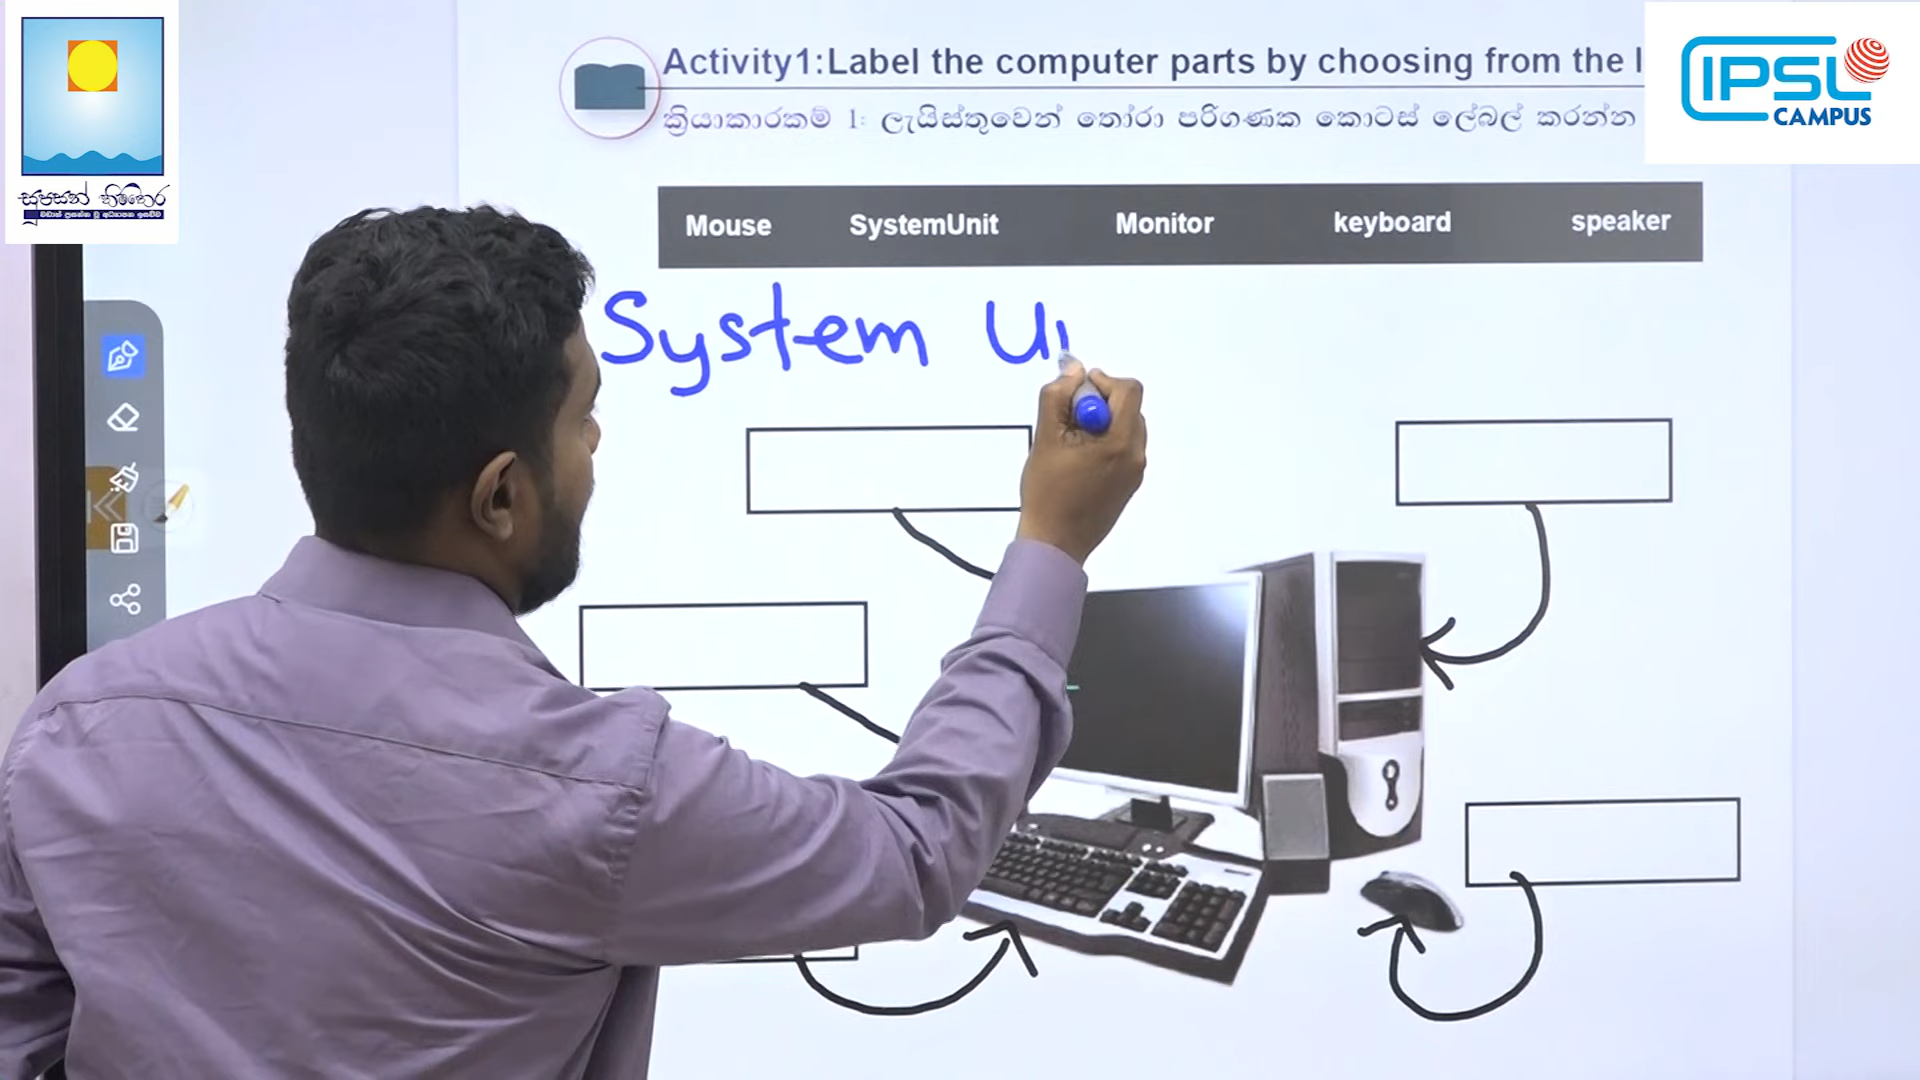 Activity1:Label the computer parts by choosing from the l
ක්‍රියාකාරකම් 1: ලැයිස්තුවෙන් තෝරා පරිගණක කොටස් ලේබල් කරන්න
IPSL
CAMPUS
සුපසන් හිමිතෙර
Mouse SystemUnit Monitor keyboard speaker
System U